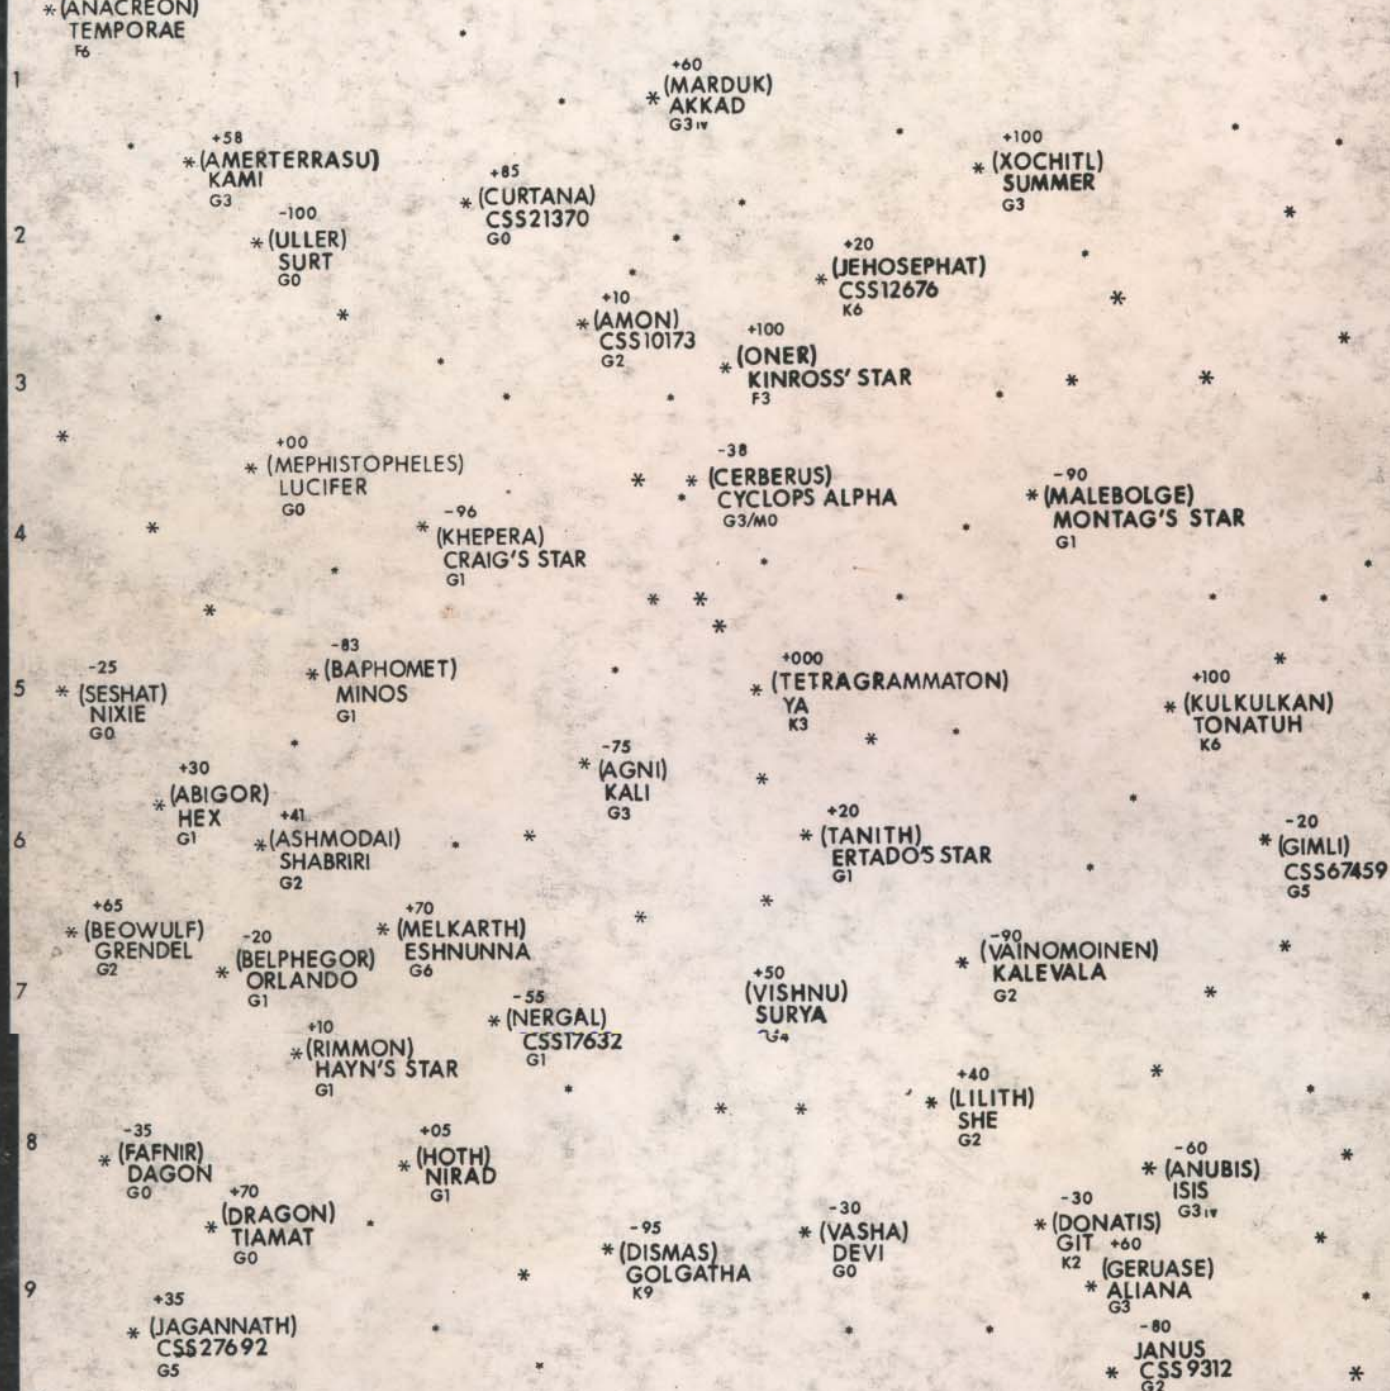 (ANACREON)
TEMPORAE
F6
1
+60
(MARDUK)
AKKAD
G3 IV
+58
(AMERTERRASU)
KAMI
G3
+85
(CURTANA)
CSS21370
G0
+100
(XOCHITL)
SUMMER
G3
2
-100
(ULLER)
SURT
G0
+20
(JEHOSEPHAT)
CSS12676
K6
+10
(AMON)
CSS10173
G2
+100
(ONER)
KINROSS' STAR
F3
3
+00
(MEPHISTOPHELES)
LUCIFER
G0
-38
(CERBERUS)
CYCLOPS ALPHA
G3/M0
-90
(MALEBOLGE)
MONTAG'S STAR
G1
4
-96
(KHEPERA)
CRAIG'S STAR
G1
-83
(BAPHOMET)
MINOS
G1
5
-25
(SESHAT)
NIXIE
G0
+000
(TETRAGRAMMATON)
YA
K3
+100
(KULKULKAN)
TONATUH
K6
-75
(AGNI)
KALI
G3
+30
(ABIGOR)
HEX
G1
6
+41
(ASHMODAI)
SHABRIRI
G2
+20
(TANITH)
ERTADO'S STAR
G1
-20
(GIMLI)
CSS67459
G5
+65
(BEOWULF)
GRENDEL
G2
-20
(BELPHEGOR)
ORLANDO
G1
+70
(MELKARTH)
ESHNUNNA
G6
-90
(VAINOMOINEN)
KALEVALA
G2
7
-55
(NERGAL)
CSS17632
G1
+50
(VISHNU)
SURYA
G4
+10
(RIMMON)
HAYN'S STAR
G1
+40
(LILITH)
SHE
G2
8
-35
(FAFNIR)
DAGON
G0
+05
(HOTH)
NIRAD
G1
-60
(ANUBIS)
ISIS
G3 IV
+70
(DRAGON)
TIAMAT
G0
-95
(DISMAS)
GOLGATHA
K9
-30
(VASHA)
DEVI
G0
-30
(DONATIS)
GIT
K2
+60
(GERUASE)
ALIANA
G3
9
+35
(JAGANNATH)
CSS27692
G5
-80
JANUS
CSS9312
G2